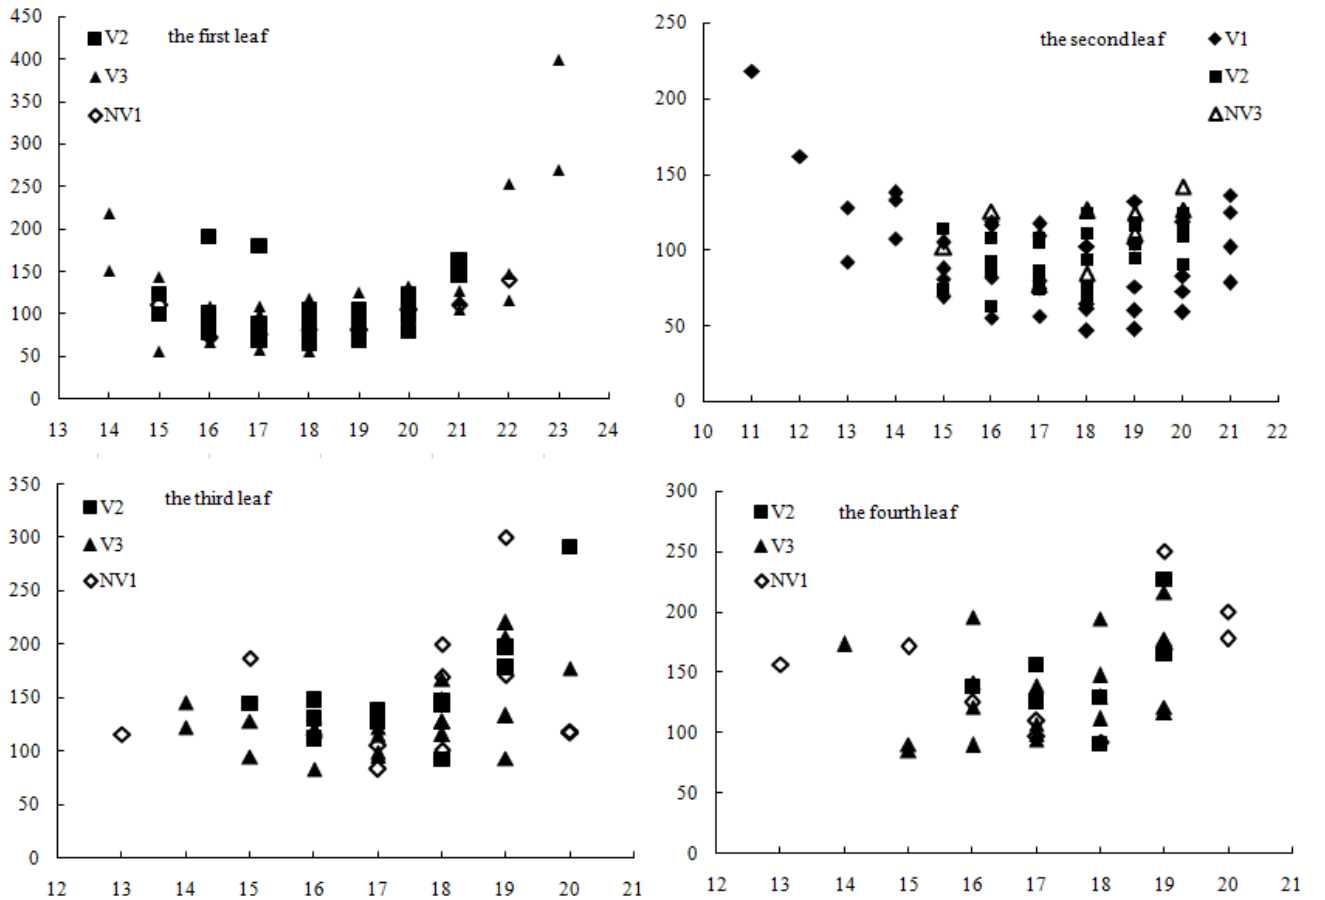 the first leaf
V2
V3
NV1
450
400
350
300
250
200
150
100
50
0
13 14 15 16 17 18 19 20 21 22 23 24
the second leaf
V1
V2
NV3
250
200
150
100
50
0
10 11 12 13 14 15 16 17 18 19 20 21 22
the third leaf
V2
V3
NV1
350
300
250
200
150
100
50
0
12 13 14 15 16 17 18 19 20 21
the fourth leaf
V2
V3
NV1
300
250
200
150
100
50
0
12 13 14 15 16 17 18 19 20 21